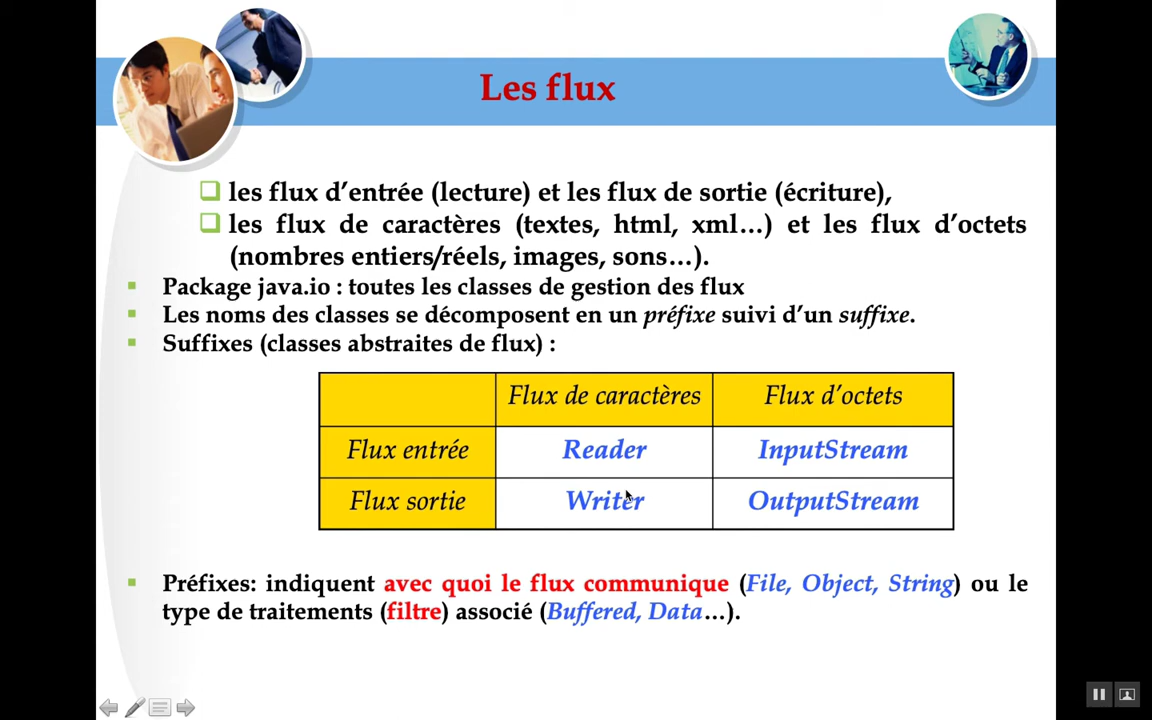 Les flux
les flux d’entrée (lecture) et les flux de sortie (écriture),
les flux de caractères (textes, html, xml…) et les flux d’octets
(nombres entiers/réels, images, sons…).
Package java.io : toutes les classes de gestion des flux
Les noms des classes se décomposent en un préfixe suivi d’un suffixe.
Suffixes (classes abstraites de flux) :
Flux de caractères Flux d’octets
Flux entrée Reader InputStream
Flux sortie Writer OutputStream
Préfixes: indiquent avec quoi le flux communique (File, Object, String) ou le
type de traitements (filtre) associé (Buffered, Data…).